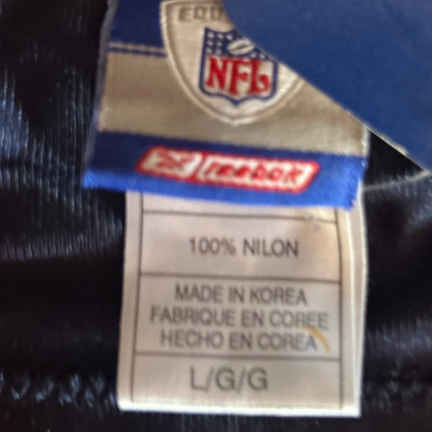 NFL
Reebok
100% NILON
MADE IN KOREA
FABRIQUE EN COREE
HECHO EN COREA
L/G/G